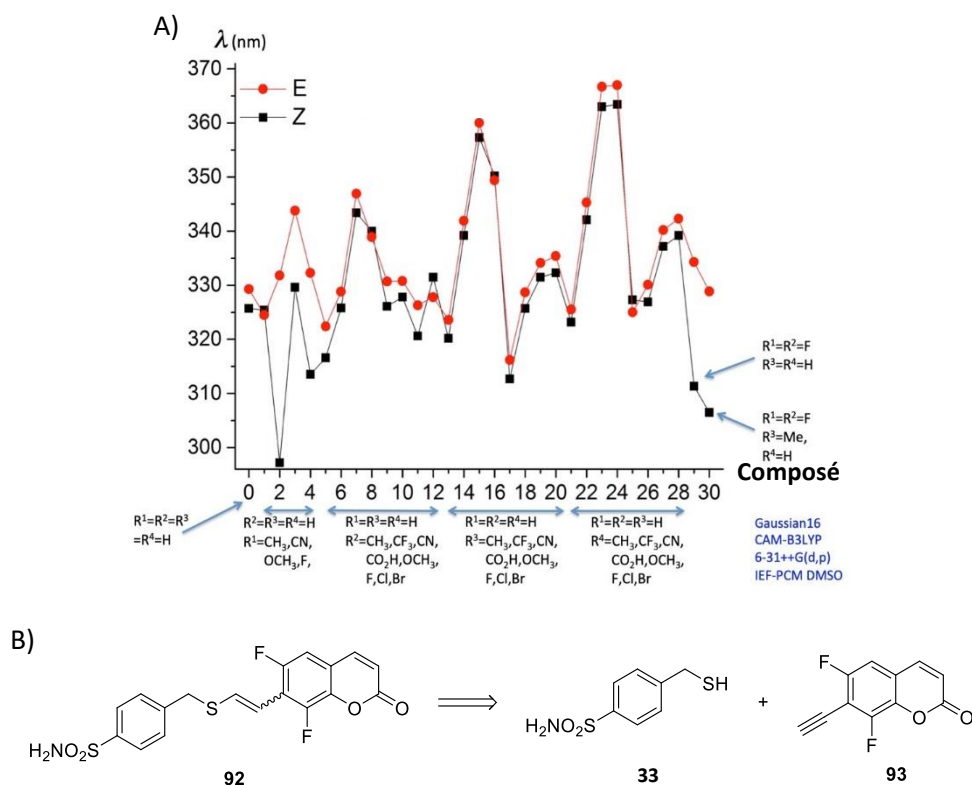 A)
λ(nm)
370
360
350
340
330
320
310
300
E
Z
R¹=R²=F
R³=R⁴=H
R¹=R²=F
R³=Me,
R⁴=H
Composé
0 2 4 6 8 10 12 14 16 18 20 22 24 26 28 30
R¹=R²=R³
=R⁴=H
R²=R³=R⁴=H
R¹=CH₃,CN,
OCH₃,F,
R¹=R³=R⁴=H
R²=CH₃,CF₃,CN,
CO₂H,OCH₃,
F,Cl,Br
R¹=R²=R⁴=H
R³=CH₃,CF₃,CN,
CO₂H,OCH₃,
F,Cl,Br
R¹=R²=R³=H
R⁴=CH₃,CF₃,CN,
CO₂H,OCH₃,
F,Cl,Br
Gaussian16
CAM-B3LYP
6-31++G(d,p)
IEF-PCM DMSO
B)
F
S
O
O
F
H₂NO₂S
92
SH
H₂NO₂S
33
+
F
O
O
F
93